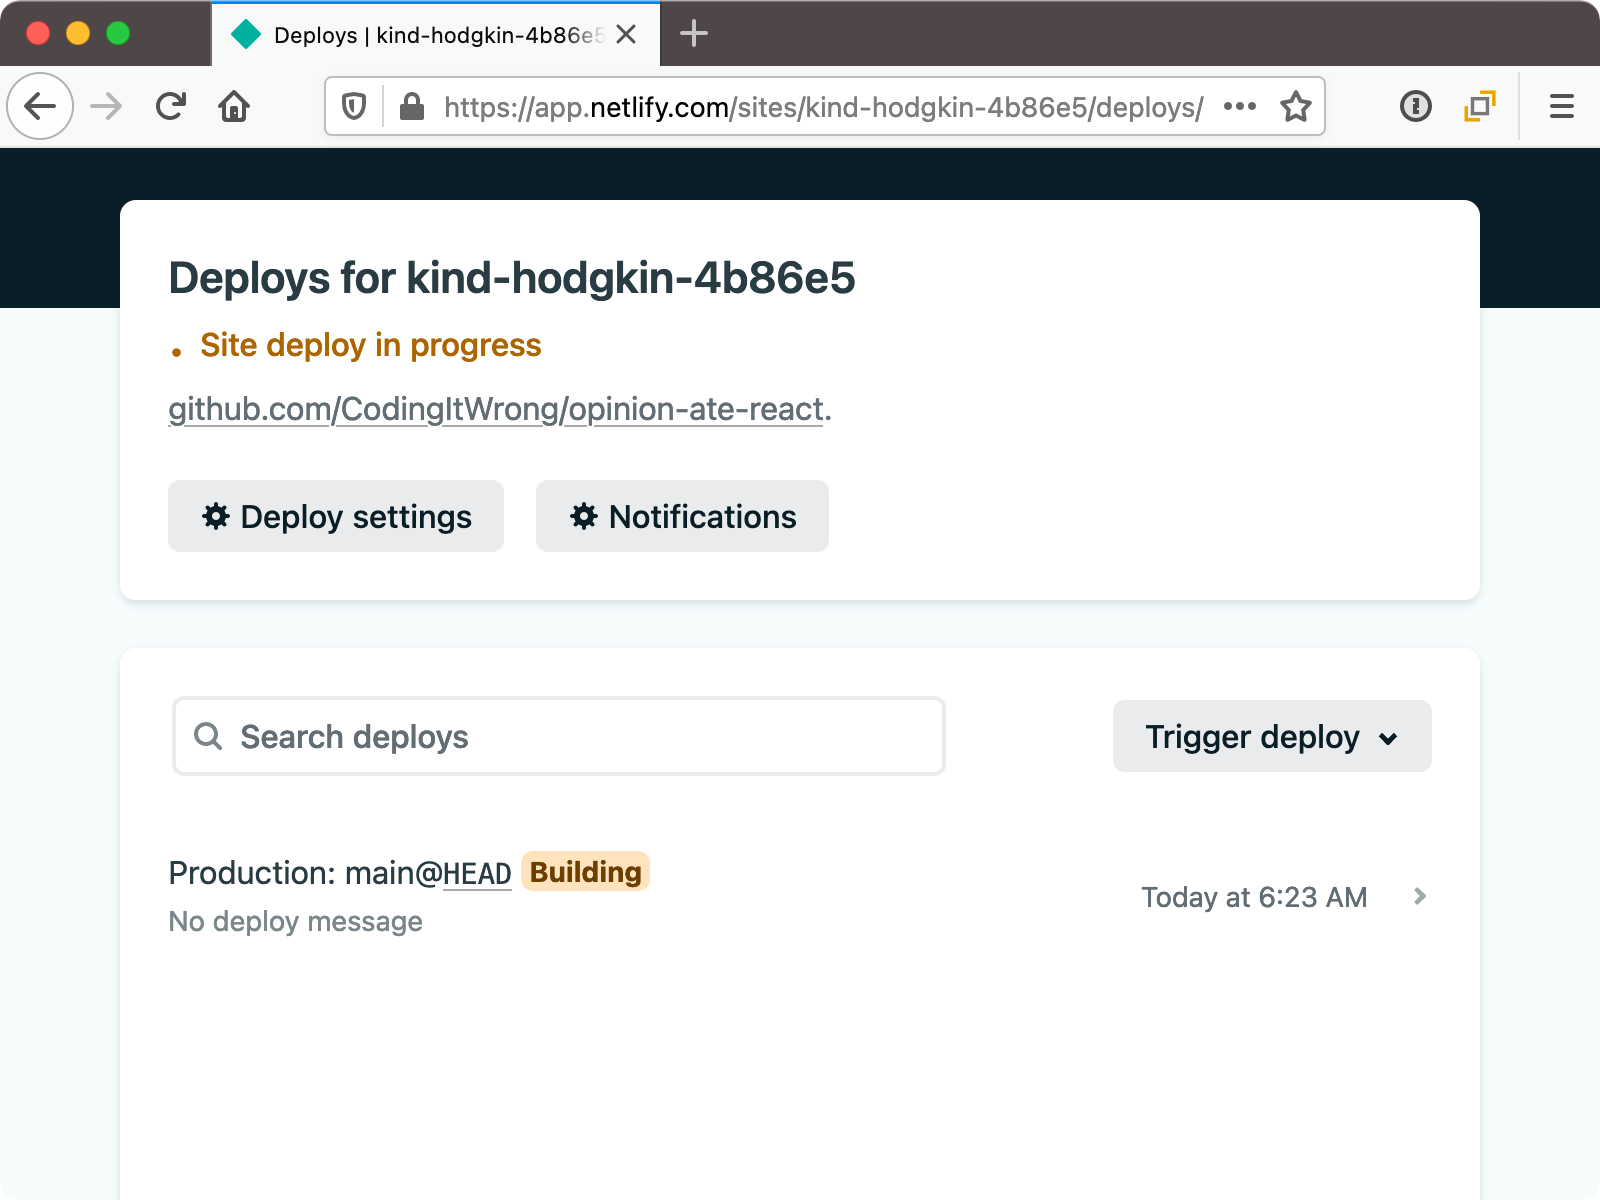 Deploys | kind-hodgkin-4b86e5
https://app.netlify.com/sites/kind-hodgkin-4b86e5/deploys/
Deploys for kind-hodgkin-4b86e5
Site deploy in progress
github.com/CodingItWrong/opinion-ate-react.
Deploy settings Notifications
Search deploys Trigger deploy
Production: main@HEAD Building
Today at 6:23 AM
No deploy message